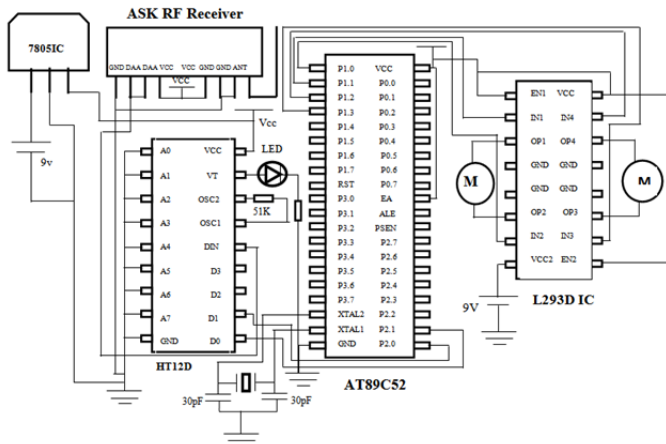 ASK RF Receiver
7805IC
GND DAA DAA VCC VCC GND GND ANT
VCC
9v
Vcc
LED
51K
A0 VCC
A1 VT
A2 OSC2
A3 OSC1
A4 DIN
A5 D3
A6 D2
A7 D1
GND D0
HT12D
30pF 30pF
P1.0 VCC
P1.1 P0.0
P1.2 P0.1
P1.3 P0.2
P1.4 P0.3
P1.5 P0.4
P1.6 P0.5
P1.7 P0.6
RST P0.7
P3.0 EA
P3.1 ALE
P3.2 PSEN
P3.3 P2.7
P3.4 P2.6
P3.5 P2.5
P3.6 P2.4
P3.7 P2.3
XTAL2 P2.2
XTAL1 P2.1
GND P2.0
AT89C52
EN1 VCC
IN1 IN4
OP1 OP4
GND GND
GND GND
OP2 OP3
IN2 IN3
VCC2 EN2
M M
9V
L293D IC